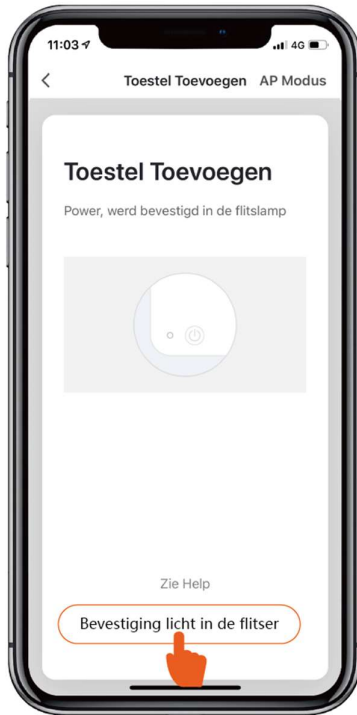 11:03
4G
Toestel Toevoegen AP Modus
Toestel Toevoegen
Power, werd bevestigd in de flitslamp
Zie Help
Bevestiging licht in de flitser